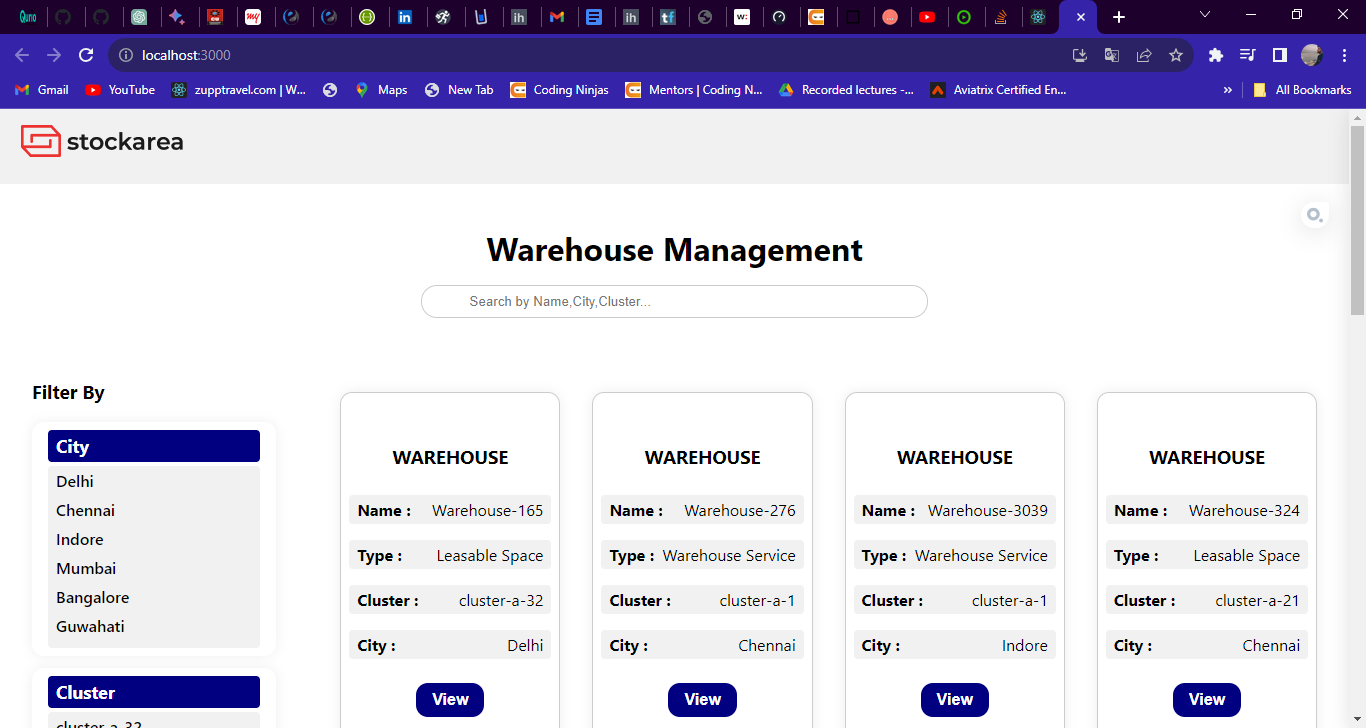 Quno
localhost:3000
Gmail YouTube zupptravel.com | W... Maps New Tab Coding Ninjas Mentors | Coding N... Recorded lectures -... Aviatrix Certified En... » All Bookmarks
stockarea
Warehouse Management
Search by Name,City,Cluster...
Filter By
City
Delhi
Chennai
Indore
Mumbai
Bangalore
Guwahati
Cluster
cluster-a-32
WAREHOUSE
Name : Warehouse-165
Type : Leasable Space
Cluster : cluster-a-32
City : Delhi
View
WAREHOUSE
Name : Warehouse-276
Type : Warehouse Service
Cluster : cluster-a-1
City : Chennai
View
WAREHOUSE
Name : Warehouse-3039
Type : Warehouse Service
Cluster : cluster-a-1
City : Indore
View
WAREHOUSE
Name : Warehouse-324
Type : Leasable Space
Cluster : cluster-a-21
City : Chennai
View